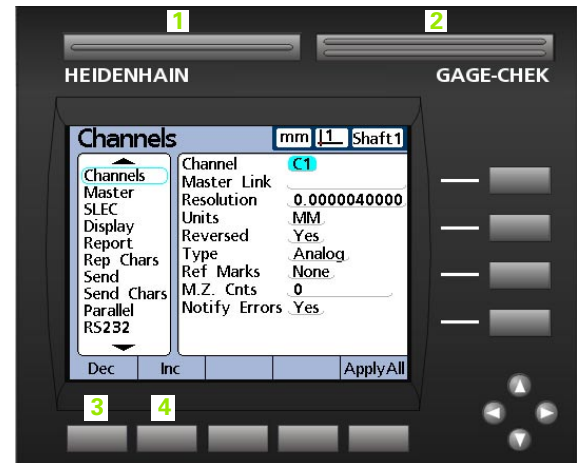 1
2
HEIDENHAIN
GAGE-CHEK
Channels
mm 1 Shaft1
Channels
Master
SLEC
Display
Report
Rep Chars
Send
Send Chars
Parallel
RS232
Channel C1
Master Link
Resolution 0.0000040000
Units MM
Reversed Yes
Type Analog
Ref Marks None
M.Z. Cnts 0
Notify Errors Yes
Dec Inc ApplyAll
3
4